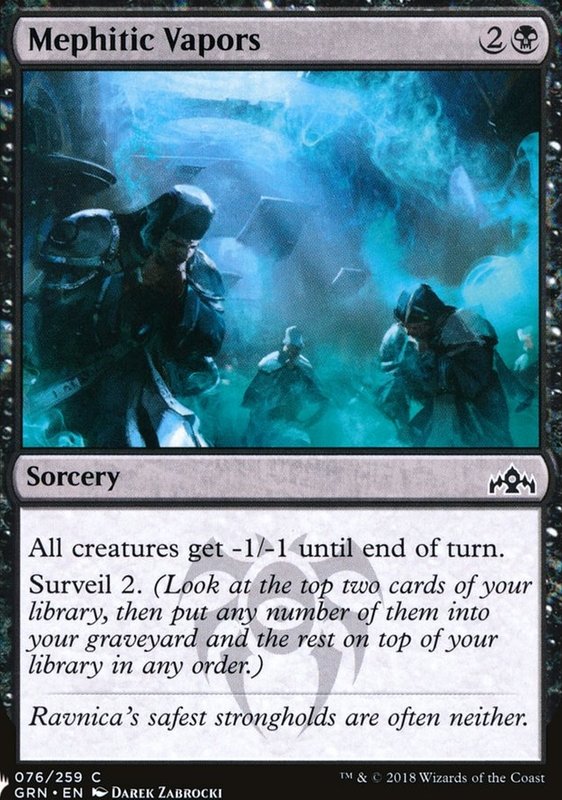 Mephitic Vapors 2
Sorcery
All creatures get -1/-1 until end of turn.
Surveil 2. (Look at the top two cards of your
library, then put any number of them into
your graveyard and the rest on top of your
library in any order.)
Ravnica's safest strongholds are often neither.
076/259 C
GRN • EN DAREK ZABROCKI
™ & © 2018 Wizards of the Coast